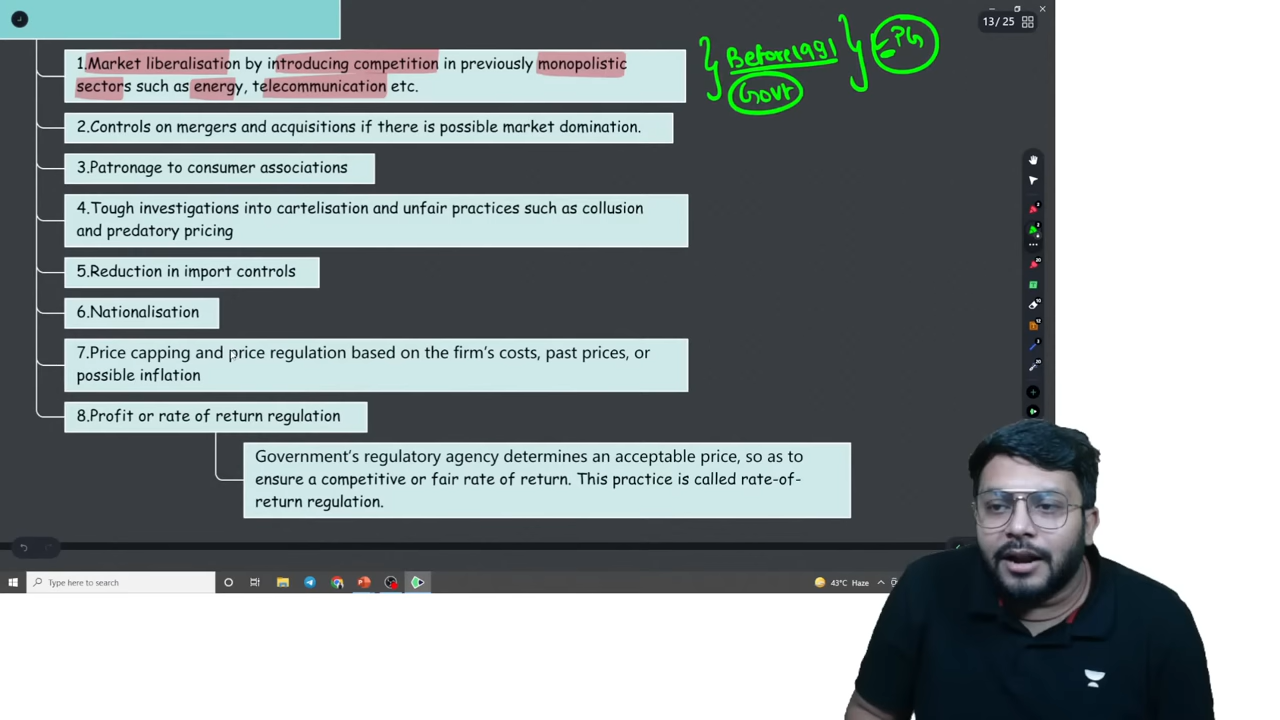 13/25
1.Market liberalisation by introducing competition in previously monopolistic
sectors such as energy, telecommunication etc.
Before 1991
Govt
2.Controls on mergers and acquisitions if there is possible market domination.
3.Patronage to consumer associations
4.Tough investigations into cartelisation and unfair practices such as collusion
and predatory pricing
5.Reduction in import controls
6.Nationalisation
7.Price capping and price regulation based on the firm's costs, past prices, or
possible inflation
8.Profit or rate of return regulation
Government's regulatory agency determines an acceptable price, so as to
ensure a competitive or fair rate of return. This practice is called rate-of-
return regulation.
Type here to search
43°C Haze